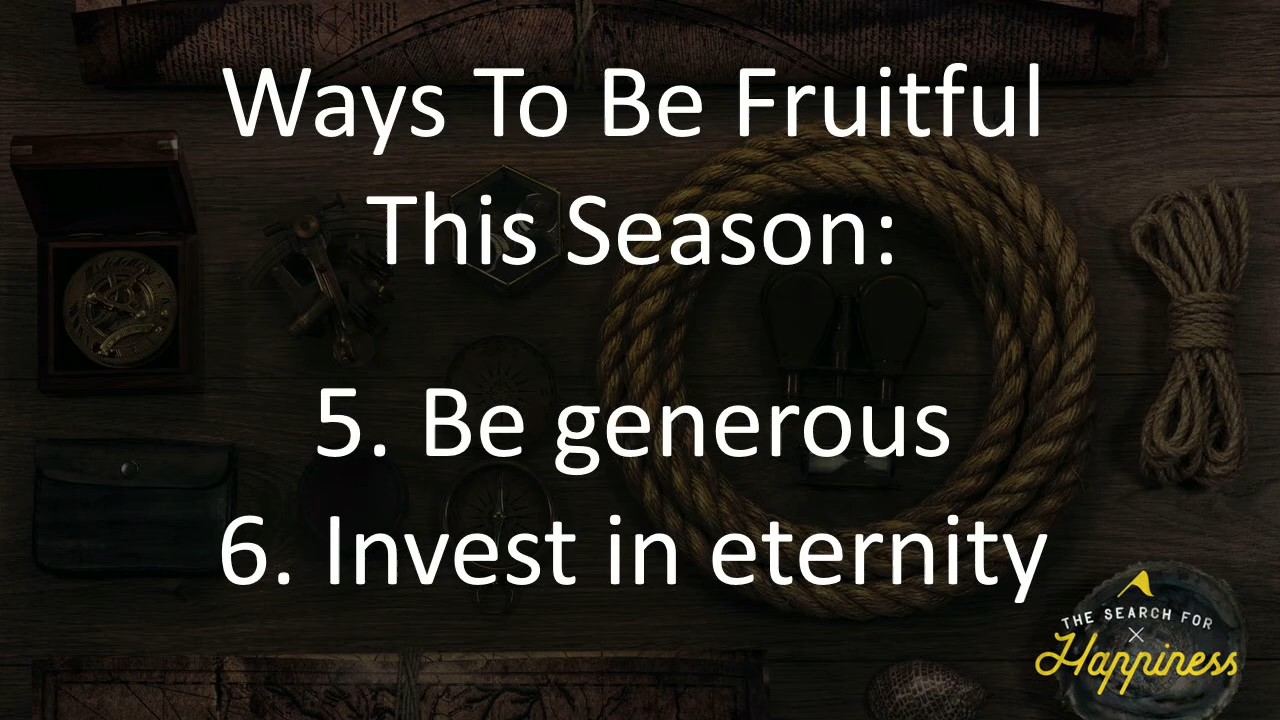 Ways To Be Fruitful
This Season:
5. Be generous
6. Invest in eternity
THE SEARCH FOR
Happiness